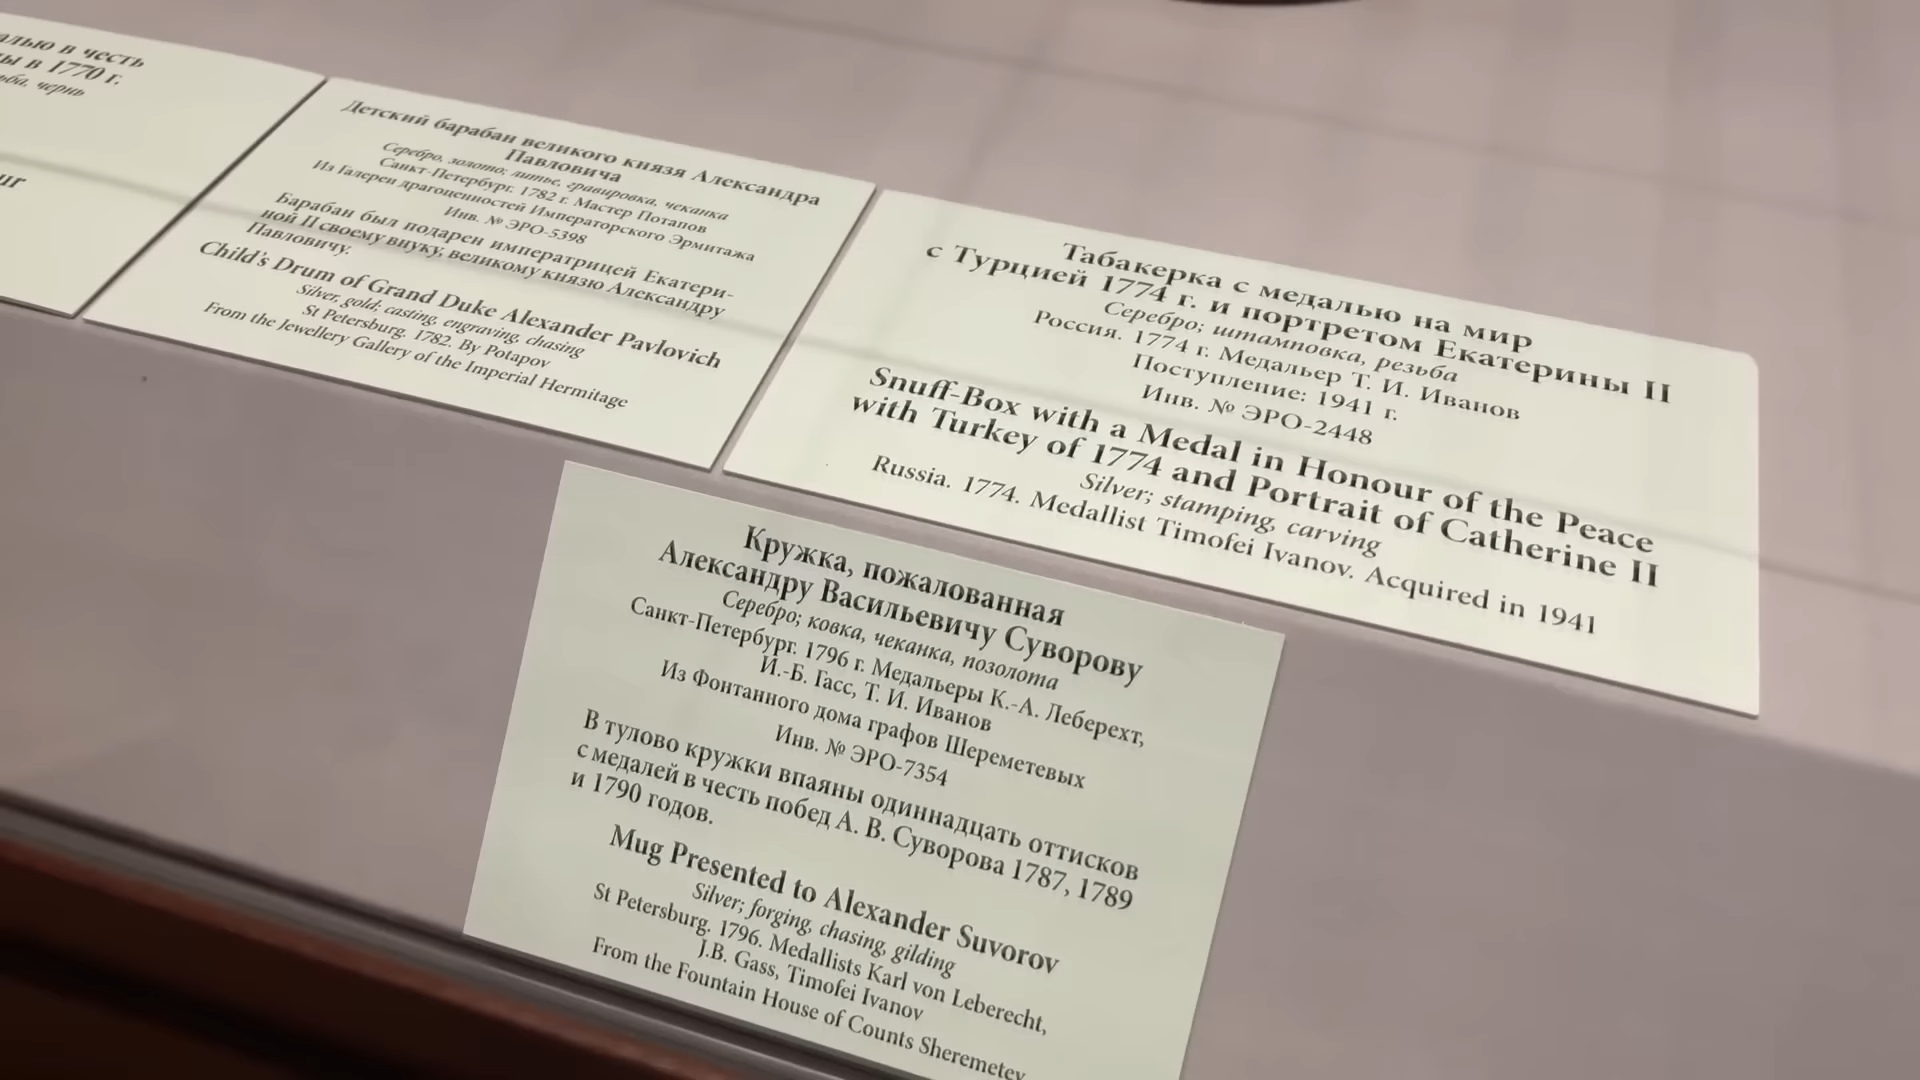 в честь
в 1770 г.
чернь
Детский барабан великого князя Александра
Павловича
Серебро, золото; литье, гравировка, чеканка
Санкт-Петербург. 1782 г. Мастер Потапов
Из Галереи драгоценностей Императорского Эрмитажа
Инв. № ЭРО-5398
Барабан был подарен императрицей Екатери-
ной II своему внуку, великому князю Александру
Павловичу.
Child's Drum of Grand Duke Alexander Pavlovich
Silver, gold; casting, engraving, chasing
St Petersburg. 1782. By Potapov
From the Jewellery Gallery of the Imperial Hermitage
Табакерка с медалью на мир
с Турцией 1774 г. и портретом Екатерины II
Серебро; штамповка, резьба
Россия. 1774 г. Медальер Т. И. Иванов
Поступление: 1941 г.
Инв. № ЭРО-2448
Snuff-Box with a Medal in Honour of the Peace
with Turkey of 1774 and Portrait of Catherine II
Silver; stamping, carving
Russia. 1774. Medallist Timofei Ivanov. Acquired in 1941
Кружка, пожалованная
Александру Васильевичу Суворову
Серебро; ковка, чеканка, позолота
Санкт-Петербург. 1796 г. Медальеры К.-А. Леберехт,
И.-Б. Гасс, Т. И. Иванов
Из Фонтанного дома графов Шереметевых
Инв. № ЭРО-7354
В тулово кружки впаяны одиннадцать оттисков
с медалей в честь побед А. В. Суворова 1787, 1789
и 1790 годов.
Mug Presented to Alexander Suvorov
Silver; forging, chasing, gilding
St Petersburg. 1796. Medallists Karl von Leberecht,
J.B. Gass, Timofei Ivanov
From the Fountain House of Counts Sheremetev